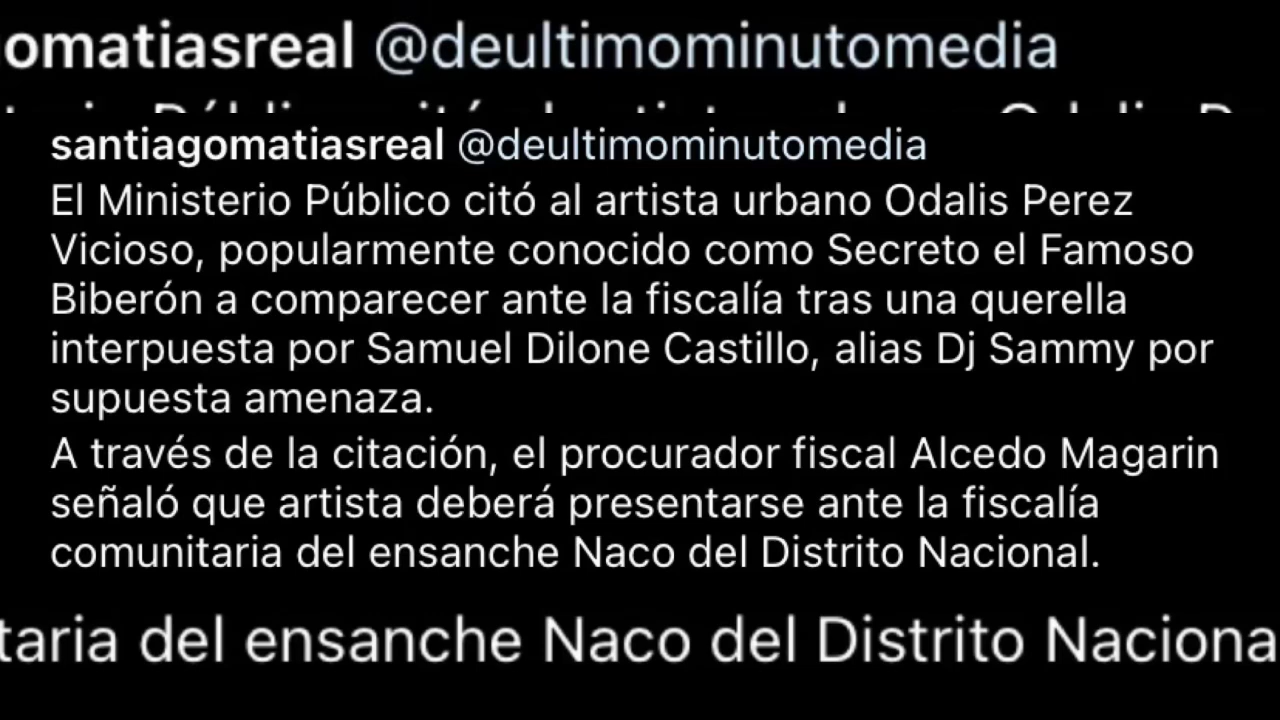 omatiasreal @deultimominutomedia
santiagomatiasreal @deultimominutomedia
El Ministerio Público citó al artista urbano Odalis Perez
Vicioso, popularmente conocido como Secreto el Famoso
Biberón a comparecer ante la fiscalía tras una querella
interpuesta por Samuel Dilone Castillo, alias Dj Sammy por
supuesta amenaza.
A través de la citación, el procurador fiscal Alcedo Magarin
señaló que artista deberá presentarse ante la fiscalía
comunitaria del ensanche Naco del Distrito Nacional.
taria del ensanche Naco del Distrito Naciona